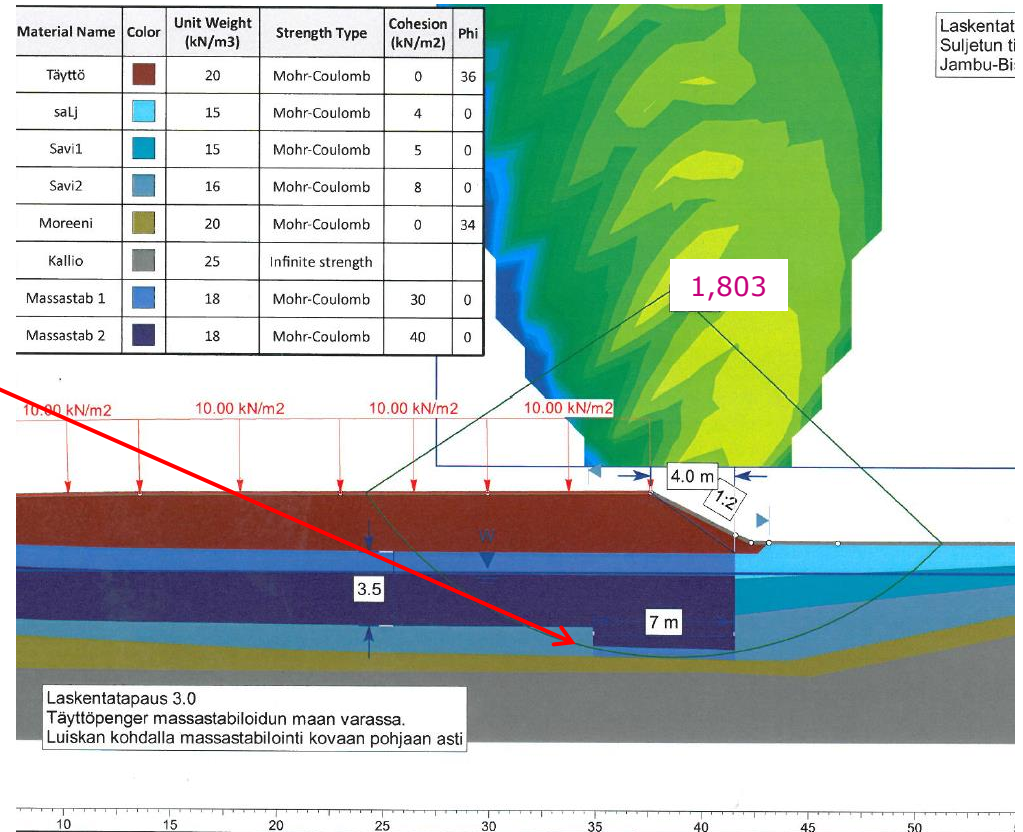 Material Name Color Unit Weight (kN/m3) Strength Type Cohesion (kN/m2) Phi
Täyttö 20 Mohr-Coulomb 0 36
saLj 15 Mohr-Coulomb 4 0
Savi1 15 Mohr-Coulomb 5 0
Savi2 16 Mohr-Coulomb 8 0
Moreeni 20 Mohr-Coulomb 0 34
Kallio 25 Infinite strength
Massastab 1 18 Mohr-Coulomb 30 0
Massastab 2 18 Mohr-Coulomb 40 0
Suljetun
1,803
10.00 kN/m2 10.00 kN/m2 10.00 kN/m2 10.00 kN/m2
4.0 m
1:2
W
3.5
7 m
Laskentatapaus 3.0
Täyttöpenger massastabiloidun maan varassa.
Luiskan kohdalla massastabilointi kovaan pohjaan asti
10 15 20 25 30 35 40 45 50